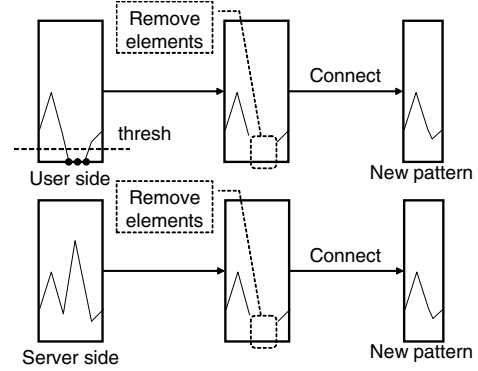 Remove
elements
Connect
thresh
User side
New pattern
Remove
elements
Connect
Server side
New pattern